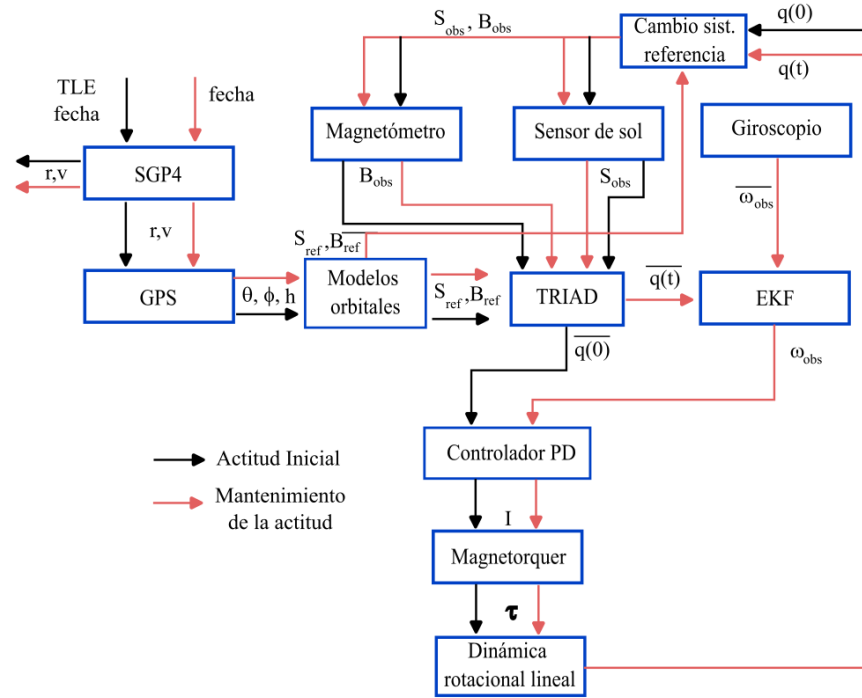 S_obs, B_obs
Cambio sist.
referencia
q(0)
q(t)
TLE
fecha
fecha
Magnetómetro
Sensor de sol
Giroscopio
SGP4
r,v
B_obs
S_obs
ω_obs
r,v
S_ref, B_ref
GPS
θ, ϕ, h
Modelos
orbitales
S_ref, B_ref
TRIAD
q(t)
EKF
q(0)
ω_obs
Controlador PD
Actitud Inicial
Mantenimiento
de la actitud
I
Magnetorquer
τ
Dinámica
rotacional lineal